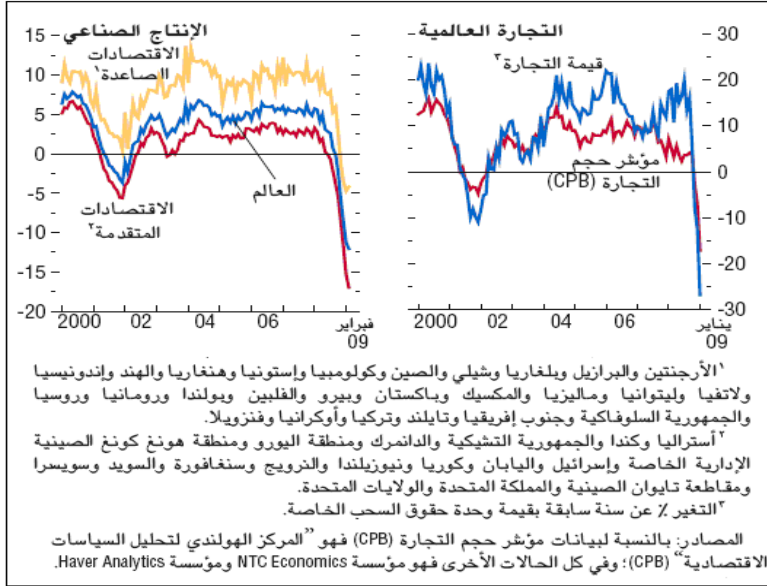 التجارة العالمية
قيمة التجارة³
مؤشر حجم
التجارة (CPB)
30
20
10
0
-10
-20
-30
2000
02
04
06
يناير
09
الإنتاج الصناعي
الاقتصادات
الصاعدة¹
العالم
الاقتصادات
المتقدمة²
15
10
5
0
-5
-10
-15
-20
2000
02
04
06
فبراير
09
¹الأرجنتين والبرازيل وبلغاريا وشيلي والصين وكولومبيا وإستونيا وهنغاريا والهند وإندونيسيا
ولاتفيا وليتوانيا وماليزيا والمكسيك وباكستان وبيرو والفلبين وبولندا ورومانيا وروسيا
والجمهورية السلوفاكية وجنوب إفريقيا وتايلند وتركيا وأوكرانيا وفنزويلا.
²أستراليا وكندا والجمهورية التشيكية والدانمرك ومنطقة اليورو ومنطقة هونغ كونغ الصينية
الإدارية الخاصة وإسرائيل واليابان وكوريا ونيوزيلندا والنرويج وسنغافورة والسويد وسويسرا
ومقاطعة تايوان الصينية والمملكة المتحدة والولايات المتحدة.
³التغير ٪ عن سنة سابقة بقيمة وحدة حقوق السحب الخاصة.
المصادر: بالنسبة لبيانات مؤشر حجم التجارة (CPB) فهو ”المركز الهولندي لتحليل السياسات
الاقتصادية“ (CPB)؛ وفي كل الحالات الأخرى فهو مؤسسة NTC Economics ومؤسسة Haver Analytics.